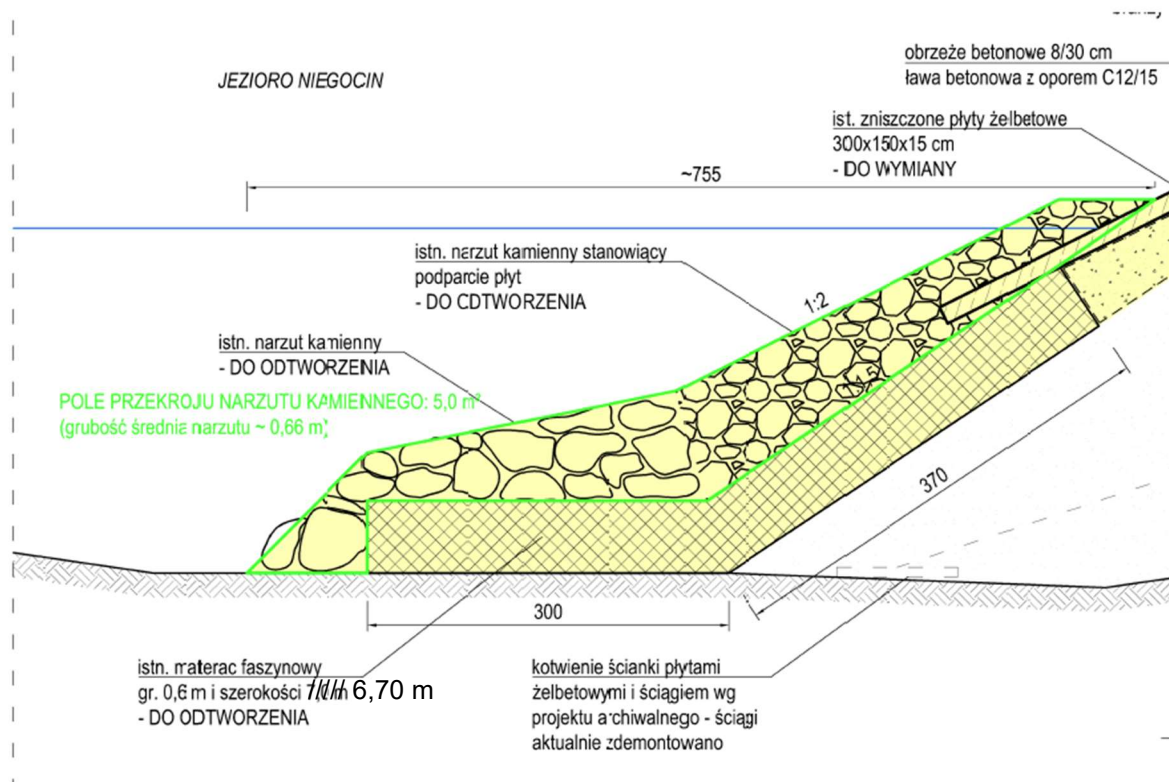 JEZIORO NIEGOCIN
obrzeże betonowe 8/30 cm
ława betonowa z oporem C12/15
ist. zniszczone płyty żelbetowe
300x150x15 cm
- DO WYMIANY
~755
istn. narzut kamienny stanowiący
podparcie płyt
- DO CDTWORZENIA
1:2
istn. narzut kamienny
- DO ODTWORZENIA
POLE PRZEKROJU NARZUTU KAMIENNEGO: 5,0 m²
(grubość średnia narzutu ~ 0,66 m)
370
300
istn. materac faszynowy
gr. 0,6 m i szerokości 6,70 m
- DO ODTWORZENIA
kotwienie ścianki płytami
żelbetowymi i ściągiem wg
projektu archiwalnego - ściągi
aktualnie zdemontowano